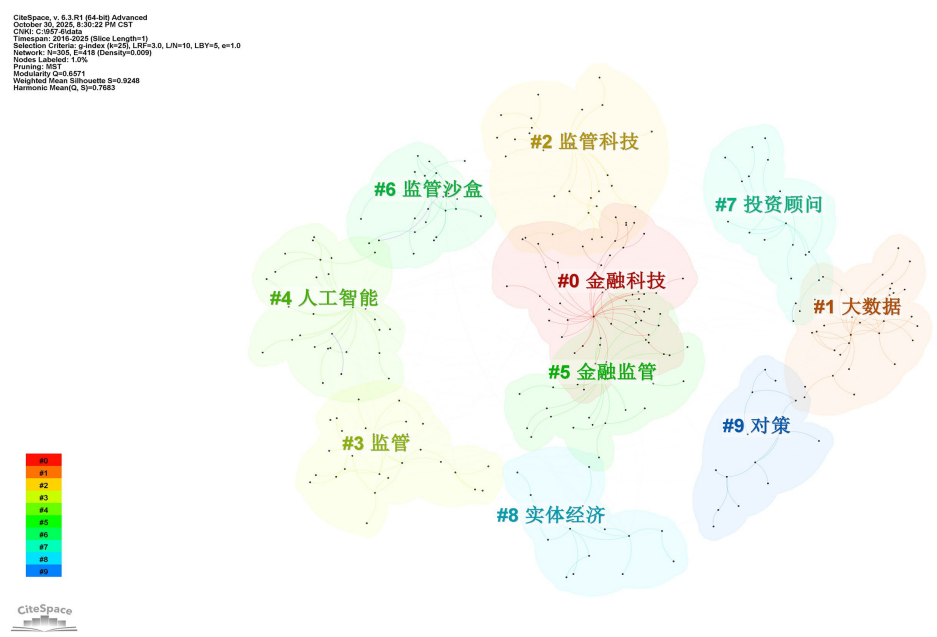 CiteSpace, v. 6.3.R1 (64-bit) Advanced
October 30, 2025, 8:30:22 PM CST
CNKI: C:\957-6\data
Timespan: 2016-2025 (Slice Length=1)
Selection Criteria: g-index (k=25), LRF=3.0, L/N=10, LBY=5, e=1.0
Network: N=305, E=418 (Density=0.009)
Nodes Labeled: 1.0%
Pruning: MST
Modularity Q=0.6571
Weighted Mean Silhouette S=0.9248
Harmonic Mean(Q, S)=0.7683
#2 监管科技
#6 监管沙盒
#7 投资顾问
#0 金融科技
#4 人工智能
#1 大数据
#5 金融监管
#9 对策
#3 监管
#8 实体经济
#0
#1
#2
#3
#4
#5
#6
#7
#8
#9
CiteSpace